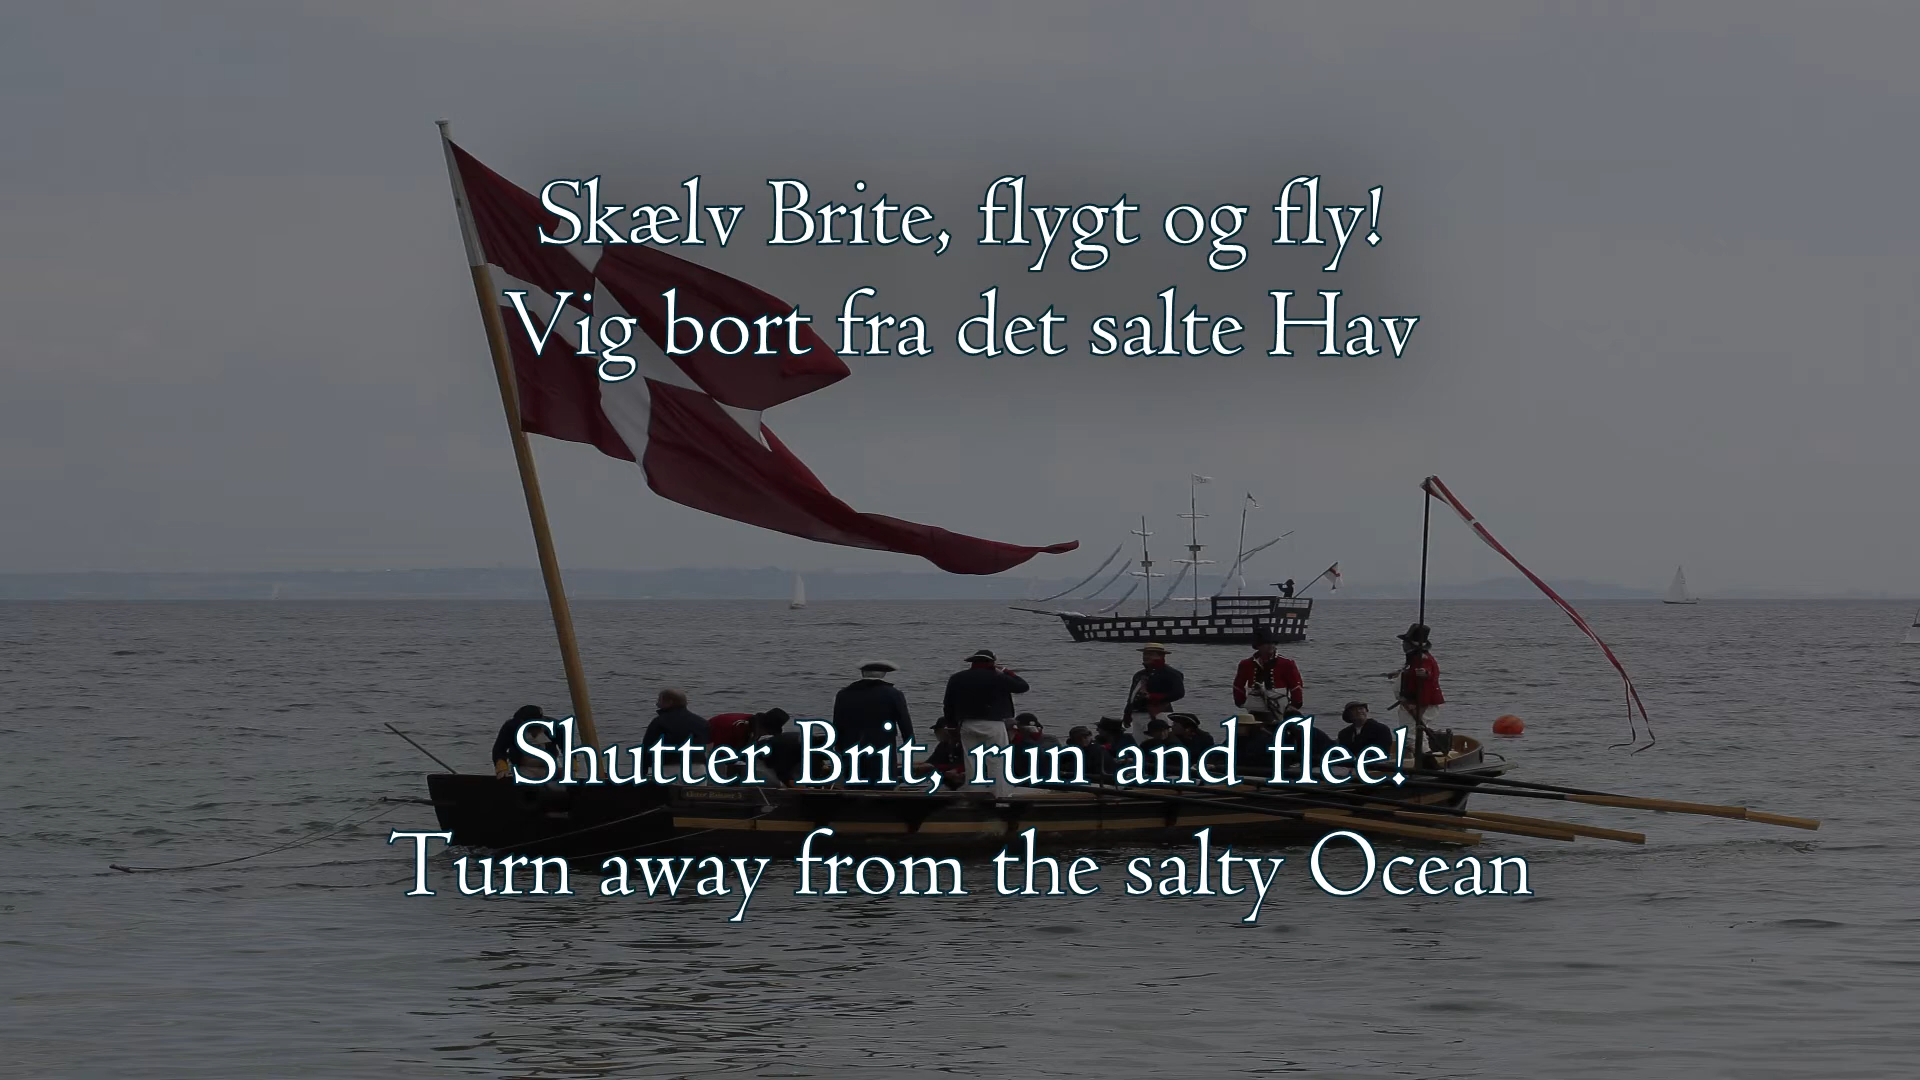 Skælv Brite, flygt og fly!
Vig bort fra det salte Hav
Shutter Brit, run and flee!
Turn away from the salty Ocean